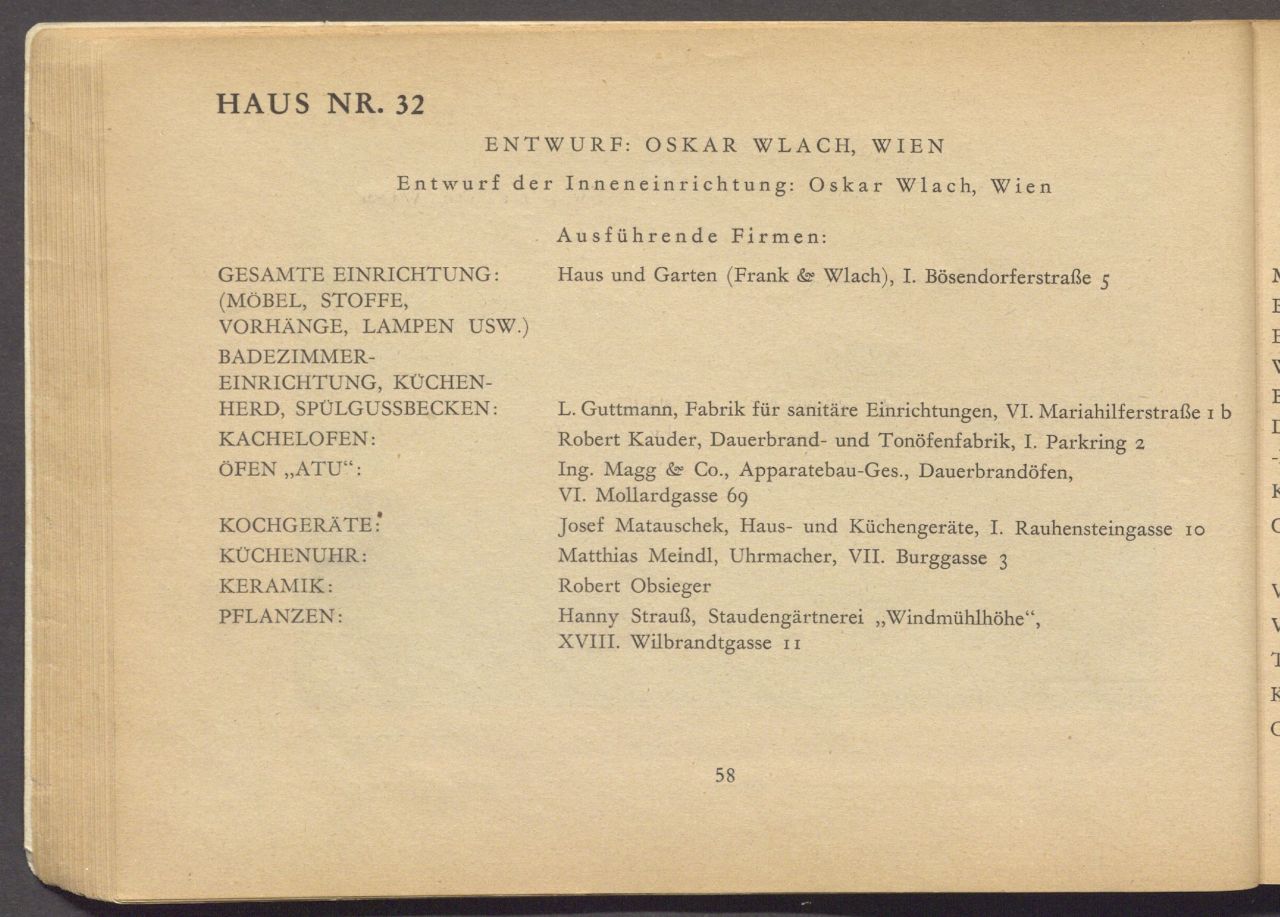 HAUS NR. 32
ENTWURF: OSKAR WLACH, WIEN
Entwurf der Inneneinrichtung: Oskar Wlach, Wien
Ausführende Firmen:
GESAMTE EINRICHTUNG: Haus und Garten (Frank & Wlach), I. Bösendorferstraße 5
(MÖBEL, STOFFE,
VORHÄNGE, LAMPEN USW.)
BADEZIMMER-
EINRICHTUNG, KÜCHEN-
HERD, SPÜLGUSSBECKEN: L. Guttmann, Fabrik für sanitäre Einrichtungen, VI. Mariahilferstraße 1 b
KACHELOFEN: Robert Kauder, Dauerbrand- und Tonöfenfabrik, I. Parkring 2
ÖFEN „ATU“: Ing. Magg & Co., Apparatebau-Ges., Dauerbrandöfen,
VI. Mollardgasse 69
KOCHGERÄTE: Josef Matauschek, Haus- und Küchengeräte, I. Rauhensteingasse 10
KÜCHENUHR: Matthias Meindl, Uhrmacher, VII. Burggasse 3
KERAMIK: Robert Obsieger
PFLANZEN: Hanny Strauß, Staudengärtnerei „Windmühlhöhe“,
XVIII. Wilbrandtgasse 11
58